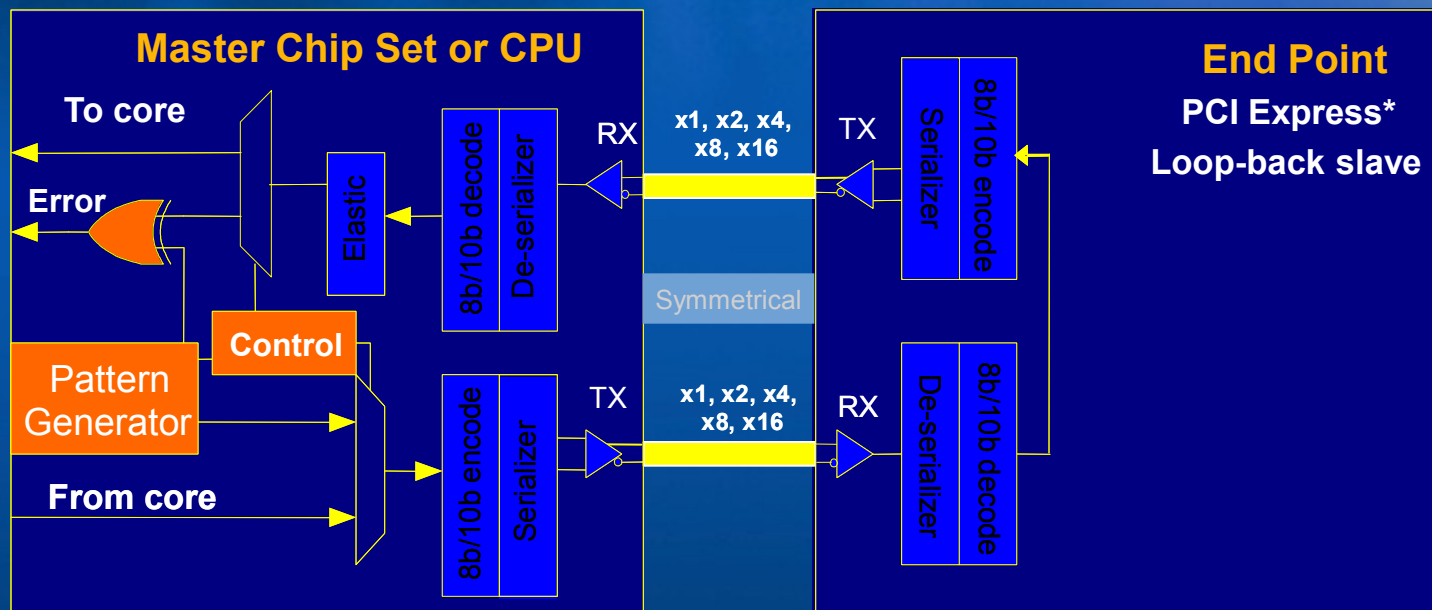 Master Chip Set or CPU
To core
Error
Elastic
8b/10b decode
De-serializer
RX
x1, x2, x4,
x8, x16
TX
Serializer
8b/10b encode
End Point
PCI Express*
Loop-back slave
Symmetrical
Control
Pattern
Generator
From core
8b/10b encode
Serializer
TX
x1, x2, x4,
x8, x16
RX
De-serializer
8b/10b decode